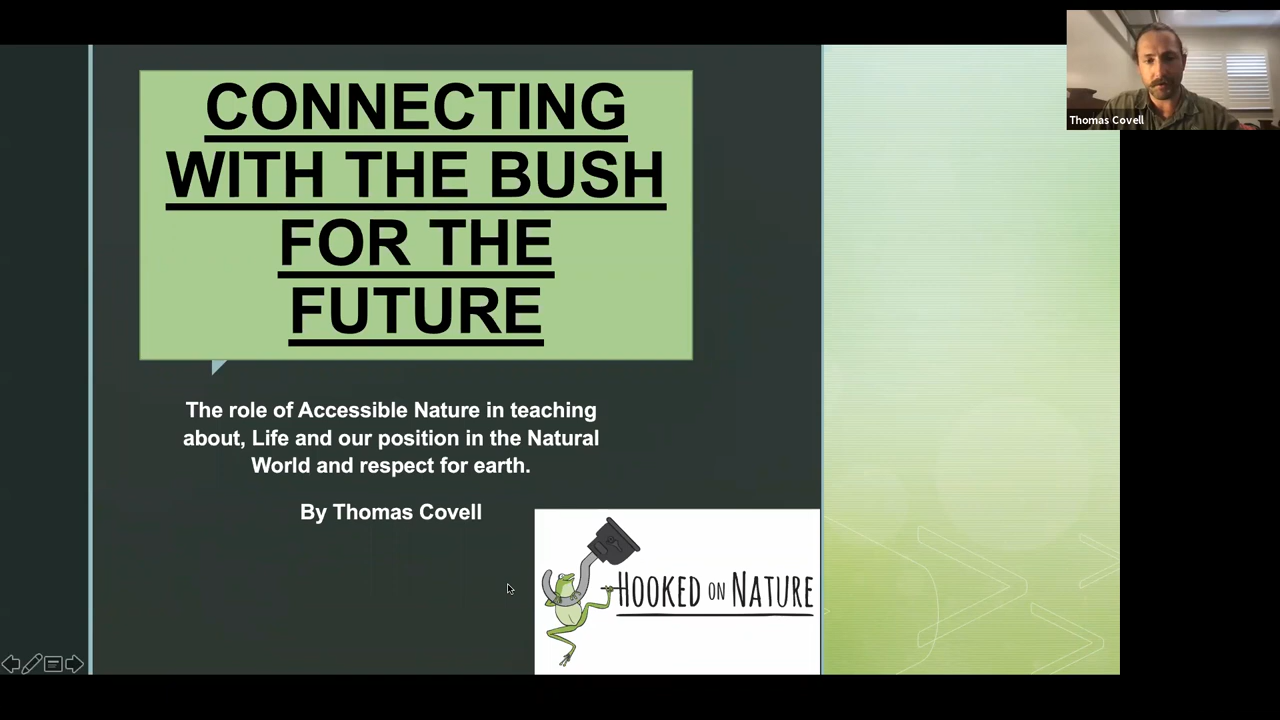 CONNECTING
WITH THE BUSH
FOR THE
FUTURE
The role of Accessible Nature in teaching
about, Life and our position in the Natural
World and respect for earth.
By Thomas Covell
HOOKED ON NATURE
Thomas Covell